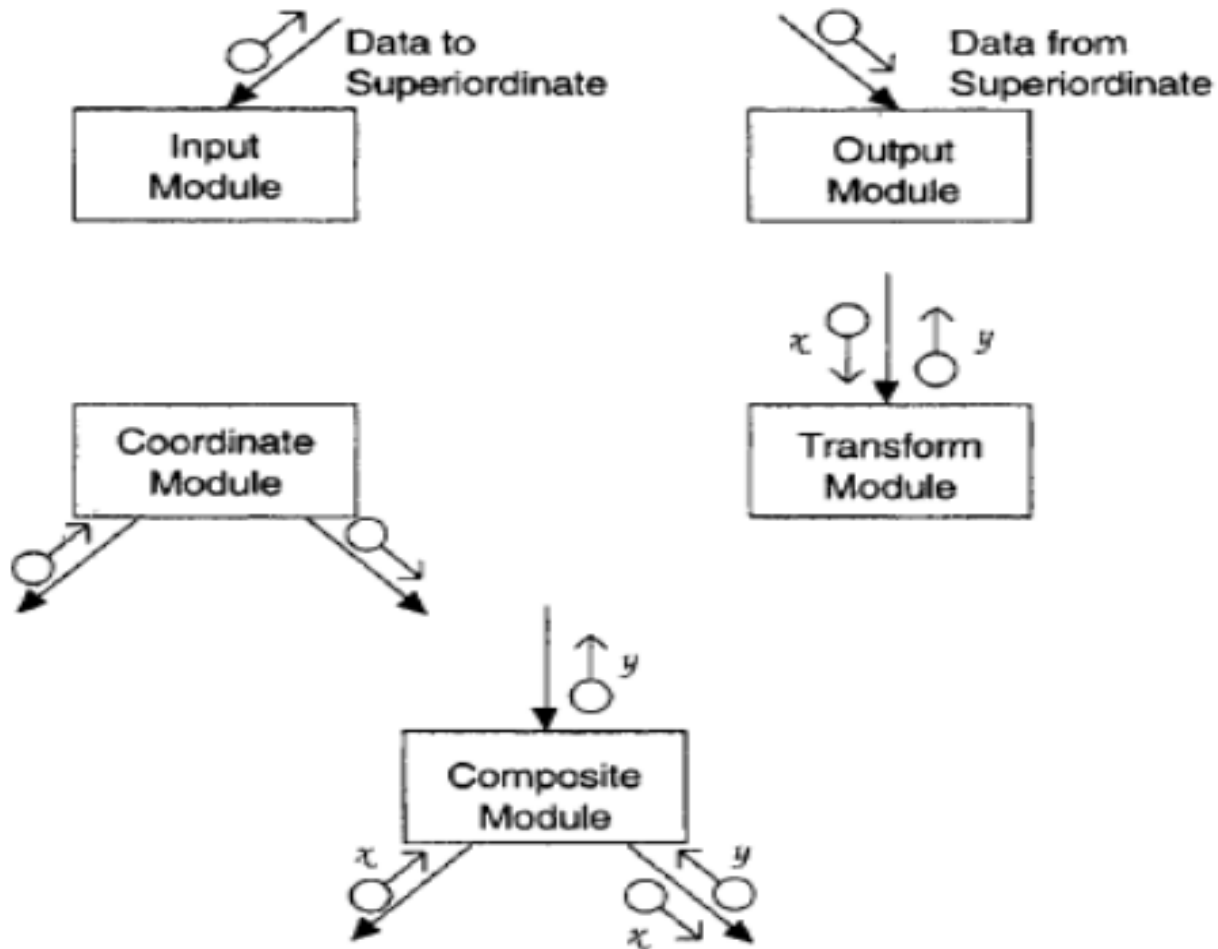 Data to
Superiordinate
Input
Module
Data from
Superiordinate
Output
Module
x
y
Coordinate
Module
Transform
Module
y
Composite
Module
x
y
x